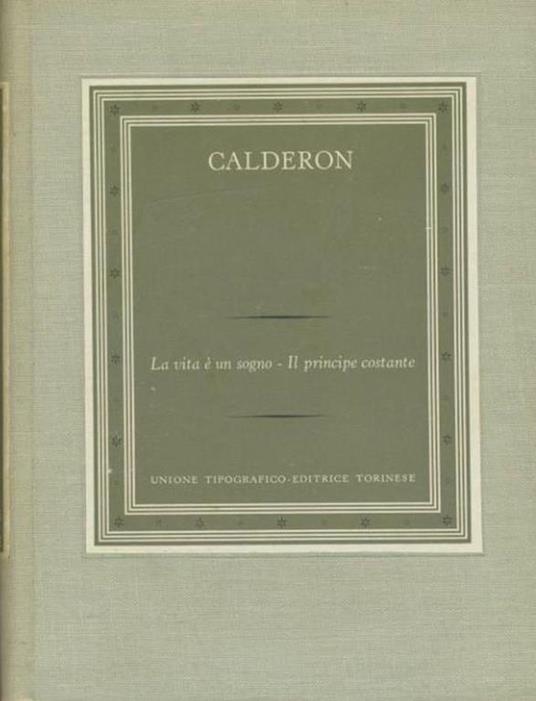 CALDERON
La vita è un sogno - Il principe costante
UNIONE TIPOGRAFICO-EDITRICE TORINESE